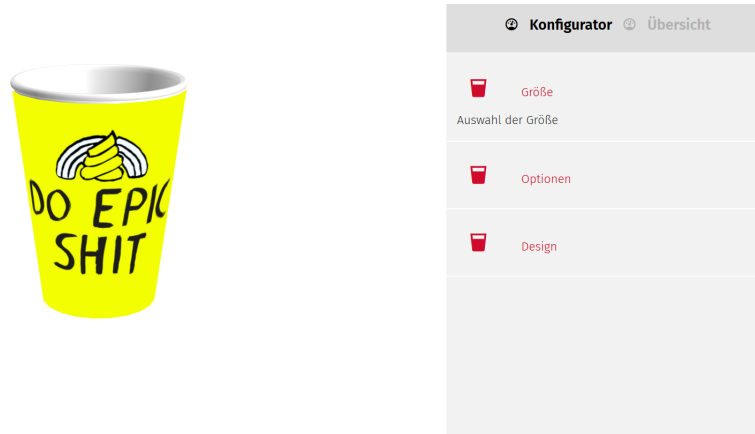 DO EPIC
SHIT
Konfigurator Übersicht
Größe
Auswahl der Größe
Optionen
Design